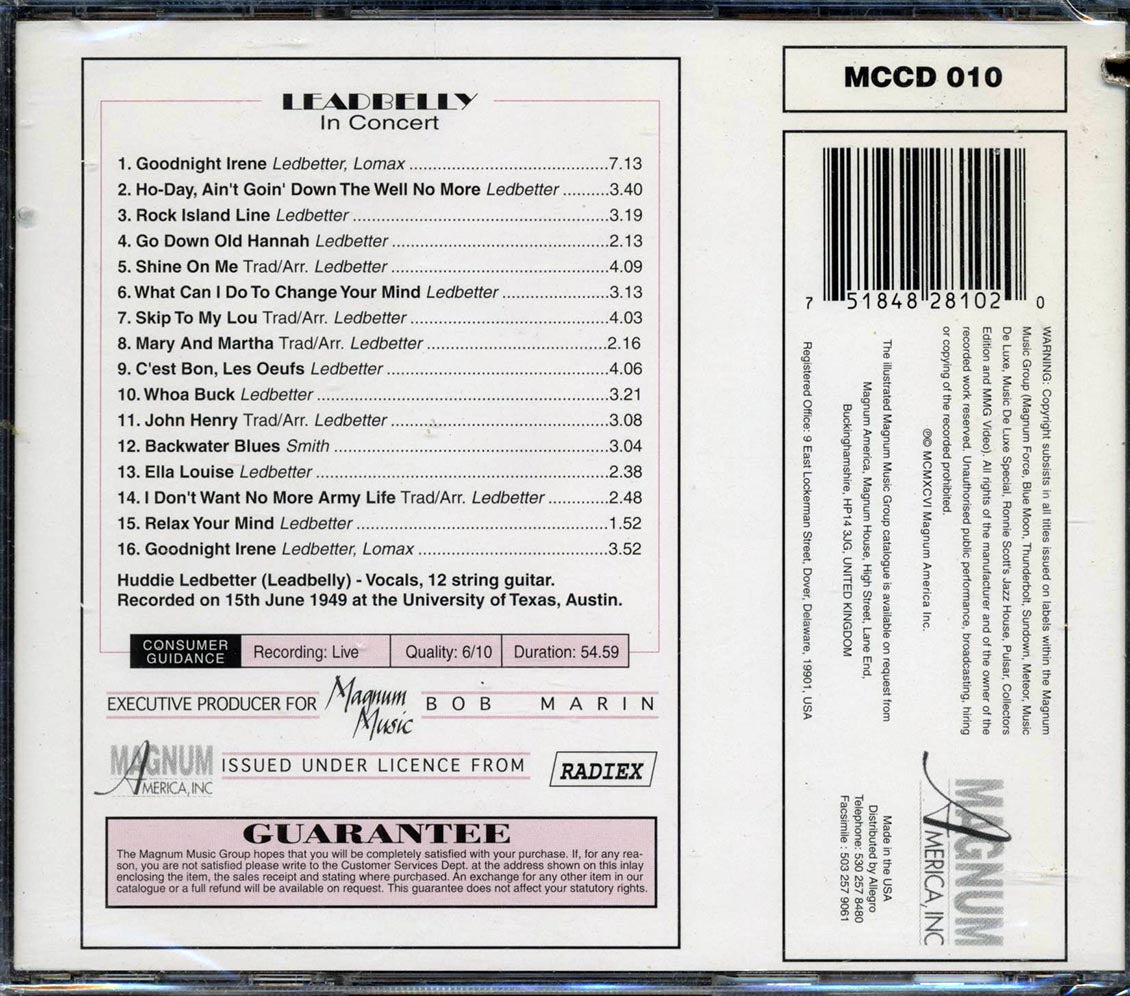 LEADBELLY
In Concert
1. Goodnight Irene Ledbetter, Lomax ........................................7.13
2. Ho-Day, Ain't Goin' Down The Well No More Ledbetter .........3.40
3. Rock Island Line Ledbetter ...................................................3.19
4. Go Down Old Hannah Ledbetter ...........................................2.13
5. Shine On Me Trad/Arr. Ledbetter ...........................................4.09
6. What Can I Do To Change Your Mind Ledbetter .....................3.13
7. Skip To My Lou Trad/Arr. Ledbetter ........................................4.03
8. Mary And Martha Trad/Arr. Ledbetter ....................................2.16
9. C'est Bon, Les Oeufs Ledbetter ............................................4.06
10. Whoa Buck Ledbetter ..........................................................3.21
11. John Henry Trad/Arr. Ledbetter ...........................................3.08
12. Backwater Blues Smith ........................................................3.04
13. Ella Louise Ledbetter ..........................................................2.38
14. I Don't Want No More Army Life Trad/Arr. Ledbetter ............2.48
15. Relax Your Mind Ledbetter ..................................................1.52
16. Goodnight Irene Ledbetter, Lomax ......................................3.52
Huddie Ledbetter (Leadbelly) - Vocals, 12 string guitar.
Recorded on 15th June 1949 at the University of Texas, Austin.
CONSUMER GUIDANCE Recording: Live Quality: 6/10 Duration: 54.59
EXECUTIVE PRODUCER FOR Magnum Music BOB MARIN
MAGNUM AMERICA, INC ISSUED UNDER LICENCE FROM RADIEX
GUARANTEE
The Magnum Music Group hopes that you will be completely satisfied with your purchase. If, for any rea-
son, you are not satisfied please write to the Customer Services Dept. at the address shown on this inlay
enclosing the item, the sales receipt and stating where purchased. An exchange for any other item in our
catalogue or a full refund will be available on request. This guarantee does not affect your statutory rights.
MCCD 010
7 51848 28102 0
WARNING: Copyright subsists in all titles issued on labels within the Magnum
Music Group (Magnum Force, Blue Moon, Thunderbolt, Sundown, Meteor, Music
De Luxe, Music De Luxe Special, Ronnie Scott's Jazz House, Pulsar, Collectors
Edition and MMG Video). All rights of the manufacturer and of the owner of the
recorded work reserved. Unauthorised public performance, broadcasting, hiring
or copying of the recorded prohibited.
℗© MCMXCVI Magnum America Inc.
The illustrated Magnum Music Group catalogue is available on request from
Magnum America, Magnum House, High Street, Lane End,
Buckinghamshire, HP14 3JG, UNITED KINGDOM
Registered Office: 9 East Lockerman Street, Dover, Delaware, 19901, USA
MAGNUM AMERICA, INC
Made in the USA
Distributed by Allegro
Telephone: 530 257 8480
Facsimile : 503 257 9061